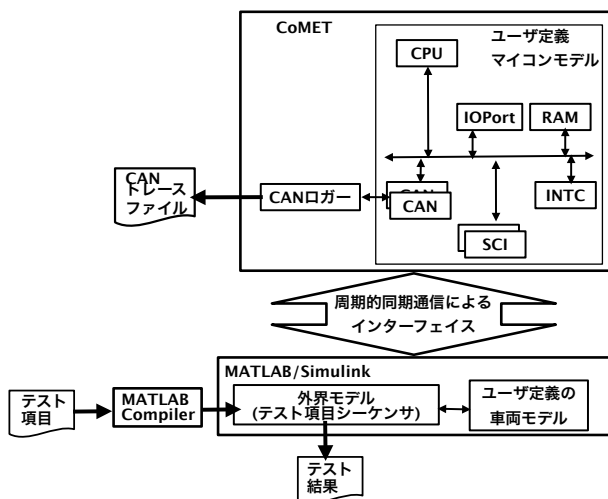 CoMET
ユーザ定義
マイコンモデル
CPU
IOPort
RAM
CAN
トレース
ファイル
CANロガー
CAN
CAN
INTC
SCI
周期的同期通信による
インターフェイス
MATLAB/Simulink
テスト
項目
MATLAB
Compiler
外界モデル
(テスト項目シーケンサ)
ユーザ定義の
車両モデル
テスト
結果